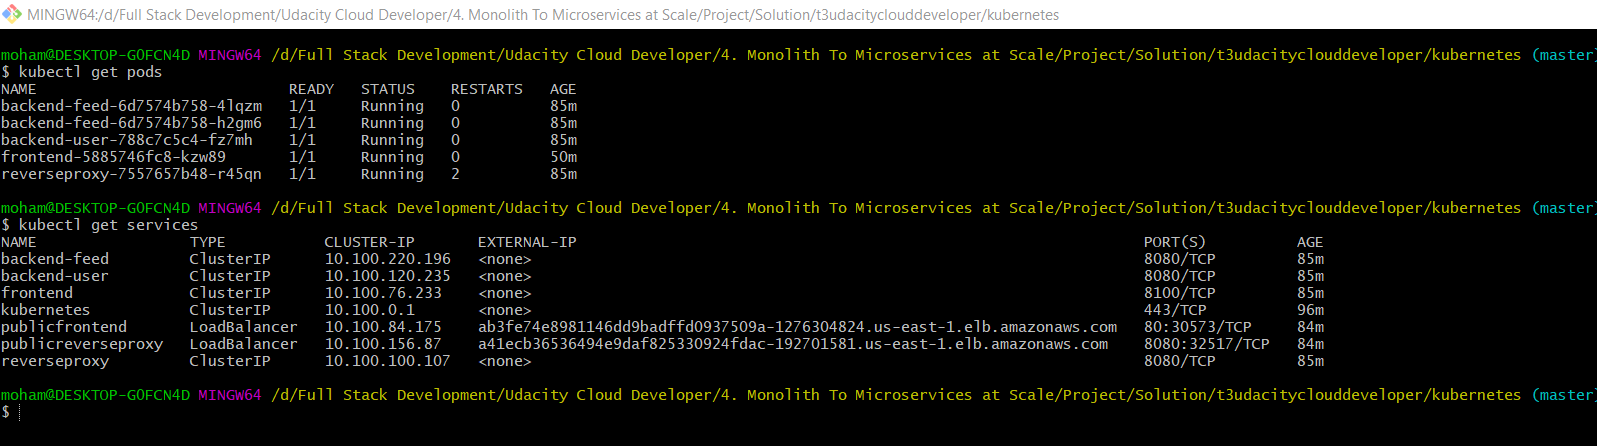 MINGW64:/d/Full Stack Development/Udacity Cloud Developer/4. Monolith To Microservices at Scale/Project/Solution/t3udacityclouddeveloper/kubernetes
moham@DESKTOP-G0FCN4D MINGW64 /d/Full Stack Development/Udacity Cloud Developer/4. Monolith To Microservices at Scale/Project/Solution/t3udacityclouddeveloper/kubernetes (master)
$ kubectl get pods
NAME READY STATUS RESTARTS AGE
backend-feed-6d7574b758-4lqzm 1/1 Running 0 85m
backend-feed-6d7574b758-h2gm6 1/1 Running 0 85m
backend-user-788c7c5c4-fz7mh 1/1 Running 0 85m
frontend-5885746fc8-kzw89 1/1 Running 0 50m
reverseproxy-7557657b48-r45qn 1/1 Running 2 85m
moham@DESKTOP-G0FCN4D MINGW64 /d/Full Stack Development/Udacity Cloud Developer/4. Monolith To Microservices at Scale/Project/Solution/t3udacityclouddeveloper/kubernetes (master)
$ kubectl get services
NAME TYPE CLUSTER-IP EXTERNAL-IP PORT(S) AGE
backend-feed ClusterIP 10.100.220.196 <none> 8080/TCP 85m
backend-user ClusterIP 10.100.120.235 <none> 8080/TCP 85m
frontend ClusterIP 10.100.76.233 <none> 8100/TCP 85m
kubernetes ClusterIP 10.100.0.1 <none> 443/TCP 96m
publicfrontend LoadBalancer 10.100.84.175 ab3fe74e8981146dd9badffd0937509a-1276304824.us-east-1.elb.amazonaws.com 80:30573/TCP 84m
publicreverseproxy LoadBalancer 10.100.156.87 a41ecb36536494e9daf825330924fdac-192701581.us-east-1.elb.amazonaws.com 8080:32517/TCP 84m
reverseproxy ClusterIP 10.100.100.107 <none> 8080/TCP 85m
moham@DESKTOP-G0FCN4D MINGW64 /d/Full Stack Development/Udacity Cloud Developer/4. Monolith To Microservices at Scale/Project/Solution/t3udacityclouddeveloper/kubernetes (master)
$